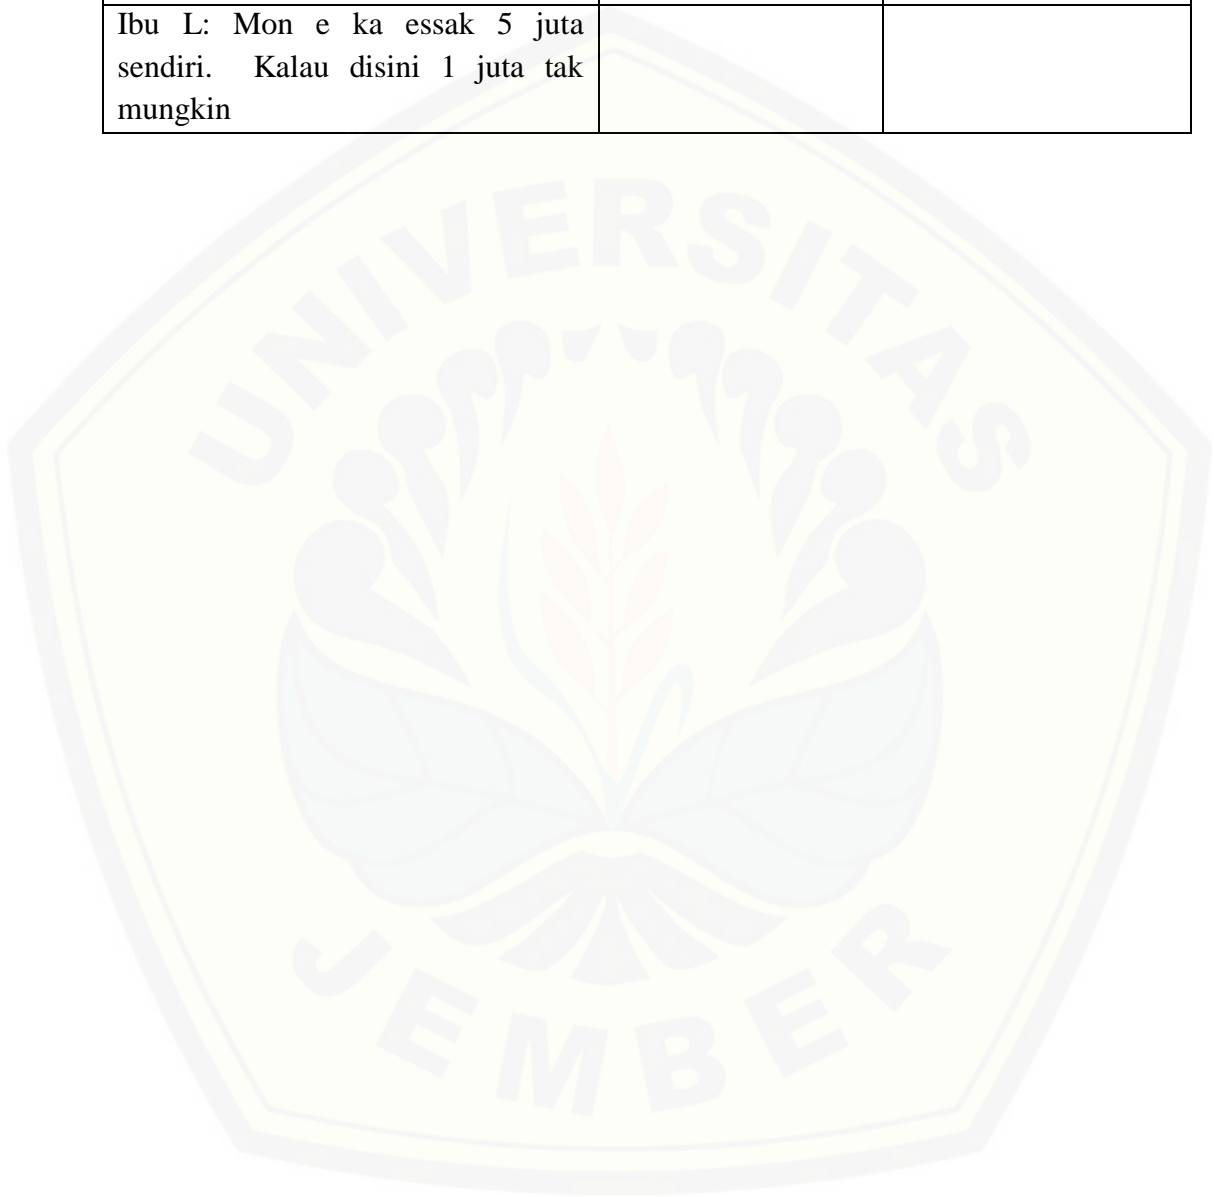 Ibu L: Mon e ka essak 5 juta
sendiri. Kalau disini 1 juta tak
mungkin
UNIVERSITAS
JEMBER